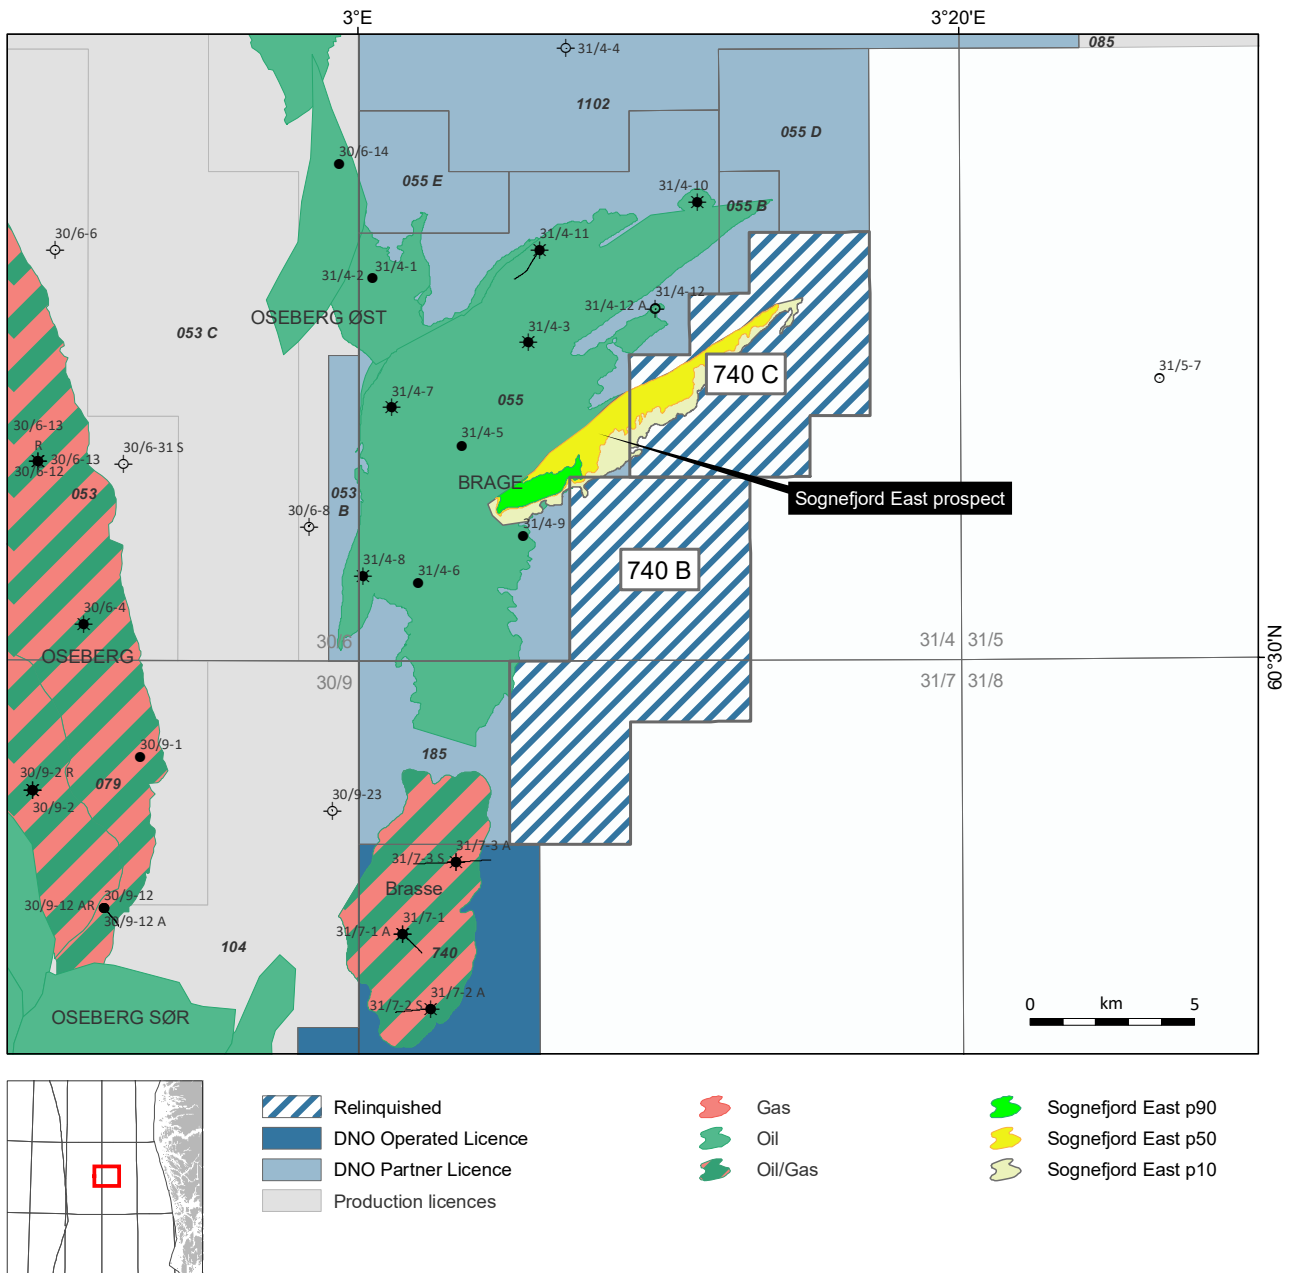 3°E
3°20'E
31/4-4
085
1102
055 D
30/6-14
055 E
31/4-10
055 B
30/6-6
31/4-11
31/4-2
31/4-1
31/4-12
31/4-12 A
OSEBERG ØST
053 C
31/4-3
740 C
31/5-7
31/4-7
055
30/6-13
R
30/6-13
30/6-12
30/6-31 S
31/4-5
053
BRAGE
053
B
30/6-8
31/4-9
Sognefjord East prospect
31/4-8
31/4-6
740 B
30/6-4
OSEBERG
30/6
31/4
31/5
60°30'N
30/9
31/7
31/8
30/9-1
185
30/9-2 R
079
30/9-2
30/9-23
31/7-3 A
31/7-3 S
Brasse
30/9-12
30/9-12 AR
30/9-12 A
31/7-1
31/7-1 A
104
740
31/7-2 A
31/7-2 S
OSEBERG SØR
0
km
5
Relinquished
DNO Operated Licence
DNO Partner Licence
Production licences
Gas
Oil
Oil/Gas
Sognefjord East p90
Sognefjord East p50
Sognefjord East p10